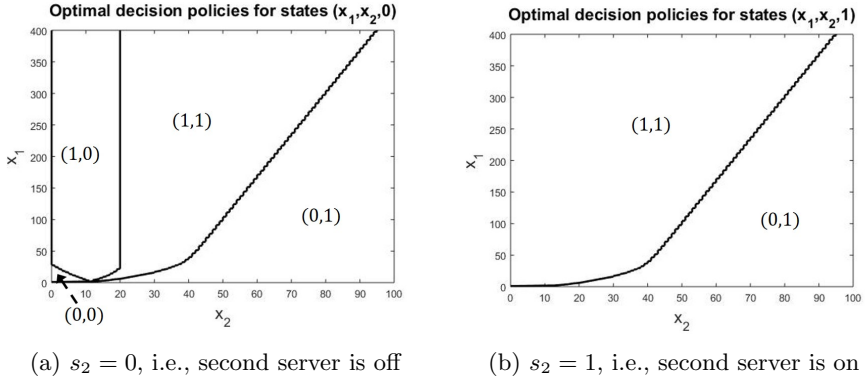 Optimal decision policies for states (x₁,x₂,0)
400
350
300
250
200
150
100
50
0
x₁
(1,0)
(1,1)
(0,1)
(0,0)
0 10 20 30 40 50 60 70 80 90 100
x₂
(a) s₂ = 0, i.e., second server is off
Optimal decision policies for states (x₁,x₂,1)
400
350
300
250
200
150
100
50
0
x₁
(1,1)
(0,1)
0 10 20 30 40 50 60 70 80 90 100
x₂
(b) s₂ = 1, i.e., second server is on